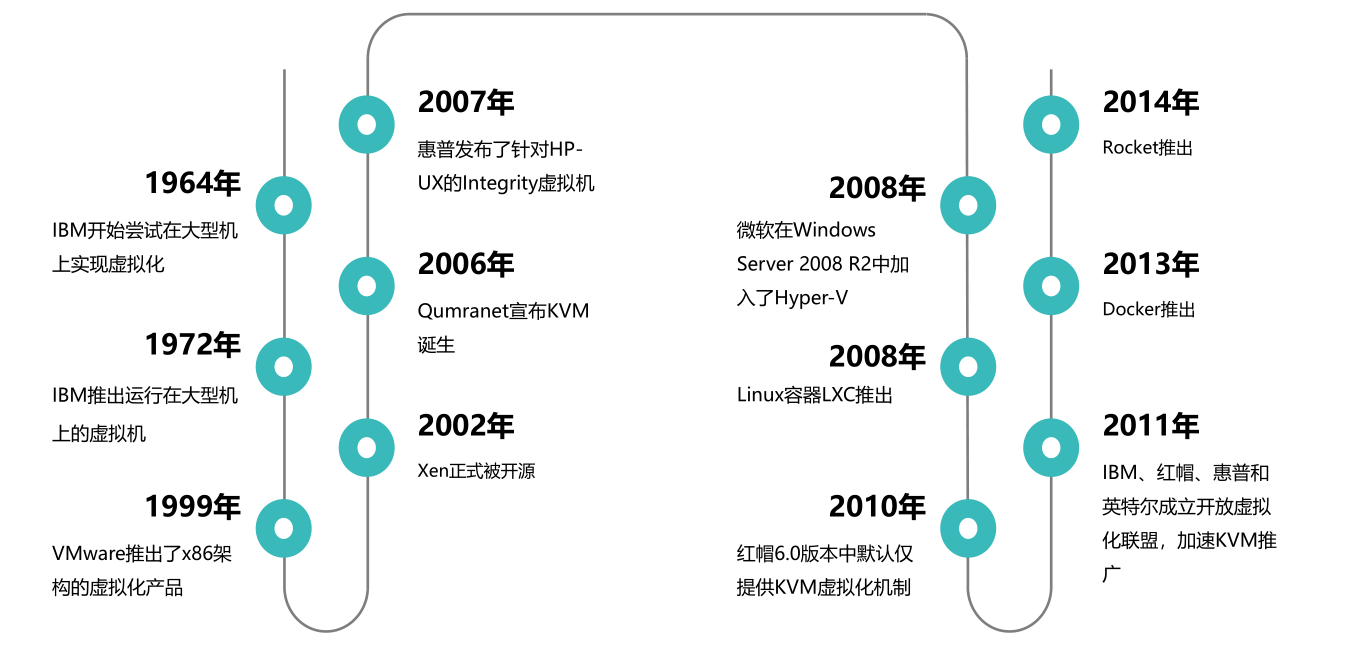 1964年
IBM开始尝试在大型机
上实现虚拟化
1972年
IBM推出运行在大型机
上的虚拟机
1999年
VMware推出了x86架
构的虚拟化产品
2002年
Xen正式被开源
2006年
Qumranet宣布KVM
诞生
2007年
惠普发布了针对HP-
UX的Integrity虚拟机
2008年
微软在Windows
Server 2008 R2中加
入了Hyper-V
2008年
Linux容器LXC推出
2010年
红帽6.0版本中默认仅
提供KVM虚拟化机制
2011年
IBM、红帽、惠普和
英特尔成立开放虚拟
化联盟，加速KVM推
广
2013年
Docker推出
2014年
Rocket推出